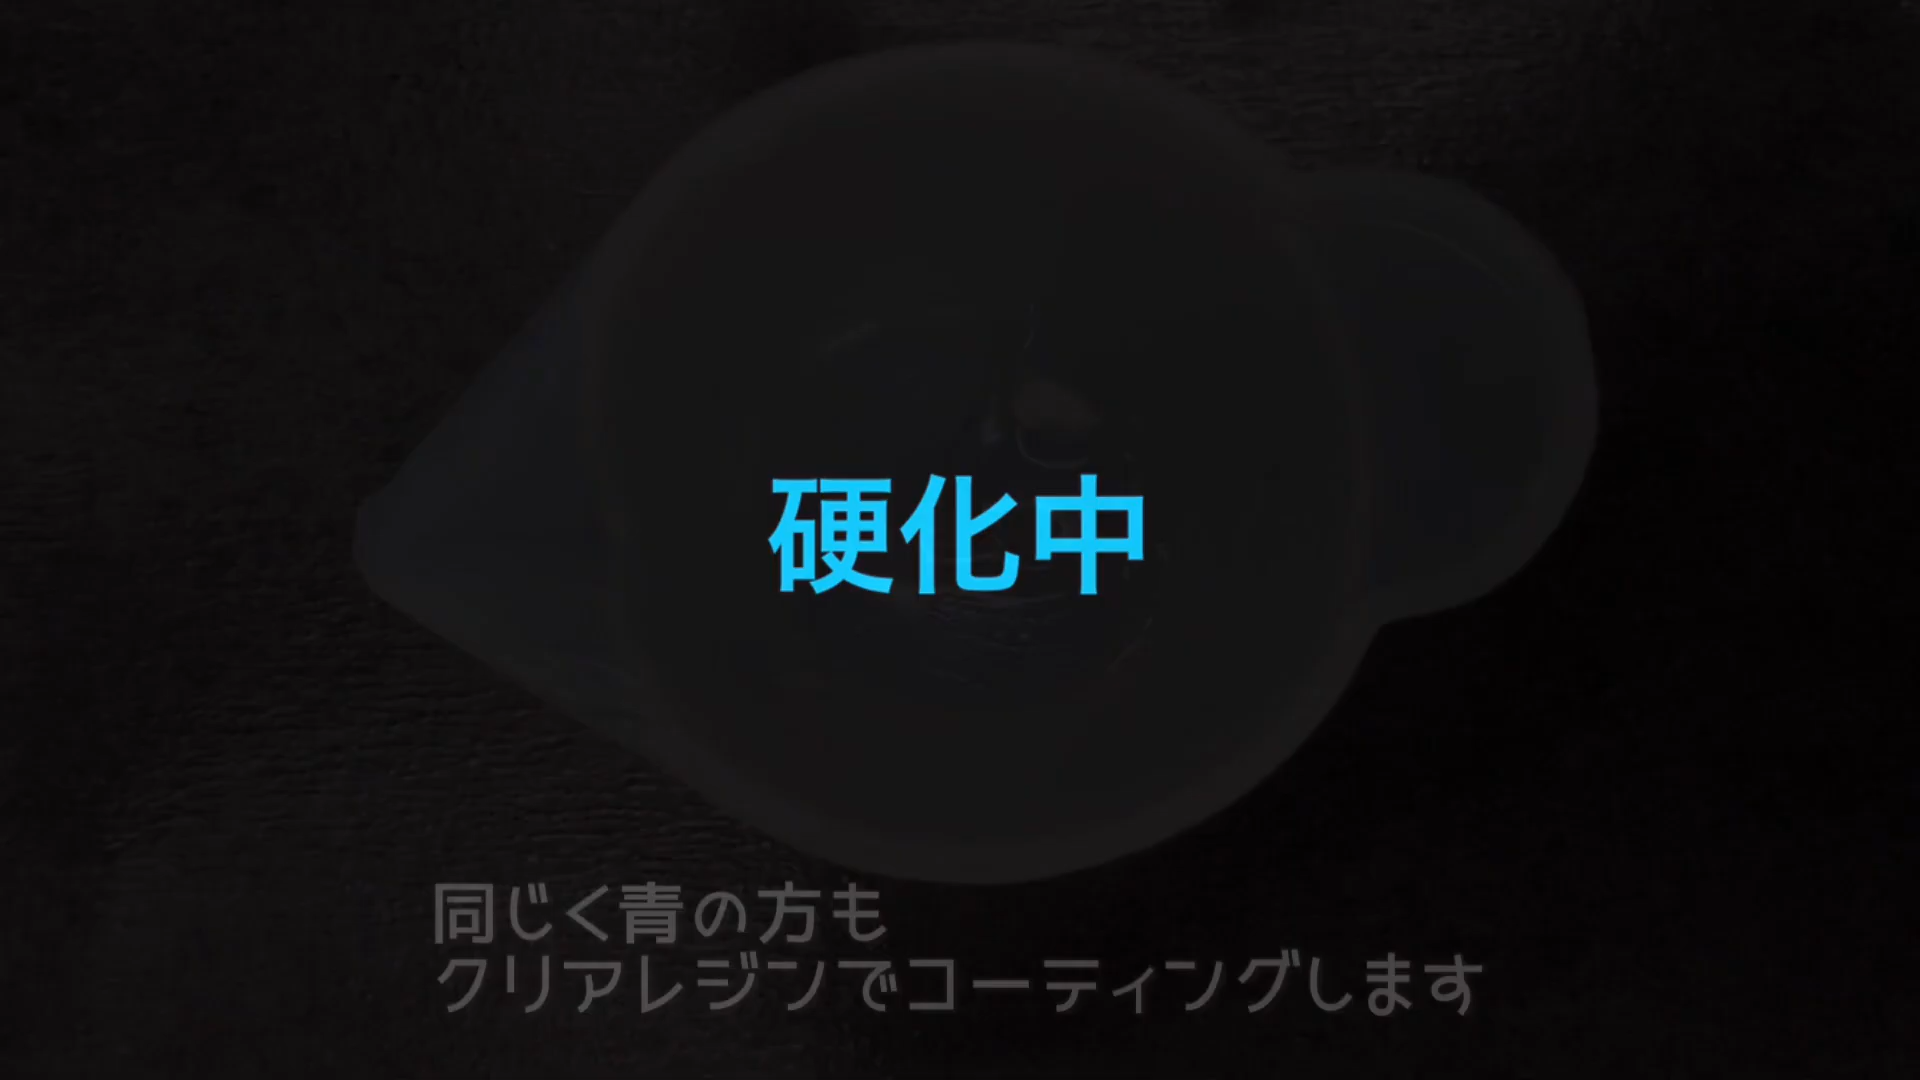 硬化中
同じく青の方も
クリアレジンでコーティングします